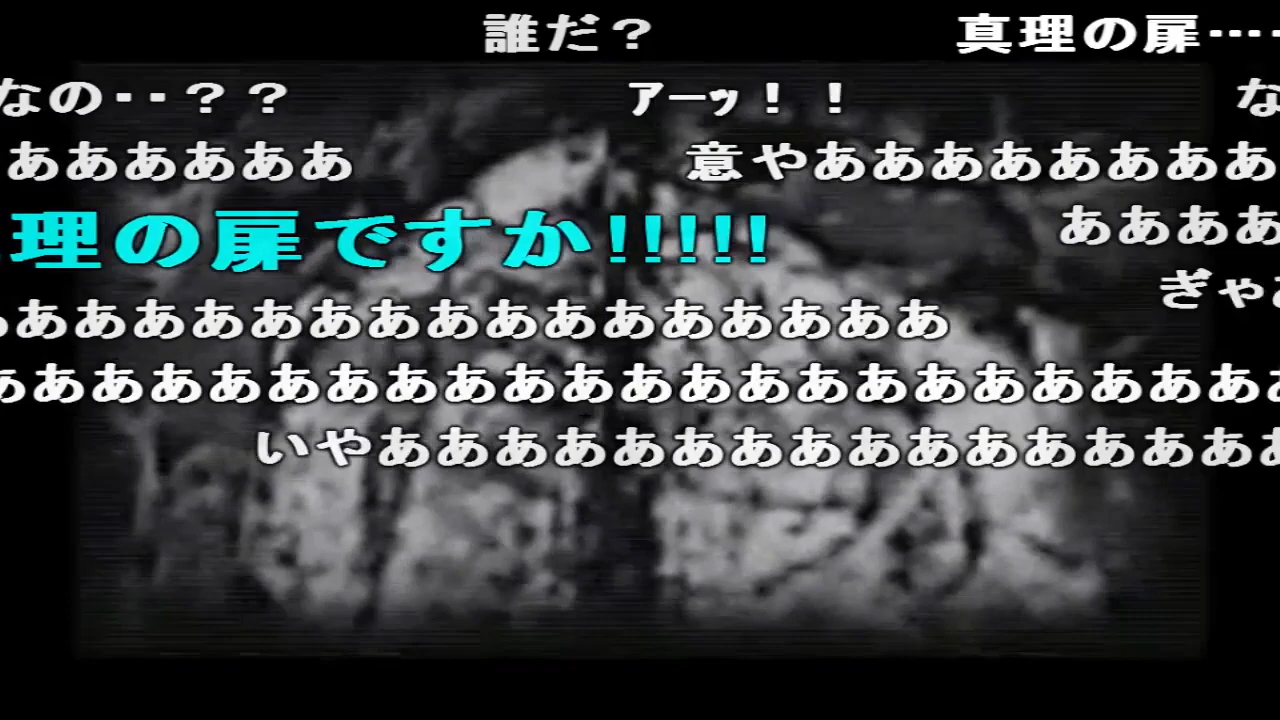 誰だ？
真理の扉‥‥
なの‥？？
アーッ！！
な
ああああああ
意やああああああああ
理の扉ですか!!!!!
ああああ
ぎゃあ
ああああああああああああああああ
あああああああああああああああああああああああ
いやああああああああああああああああ